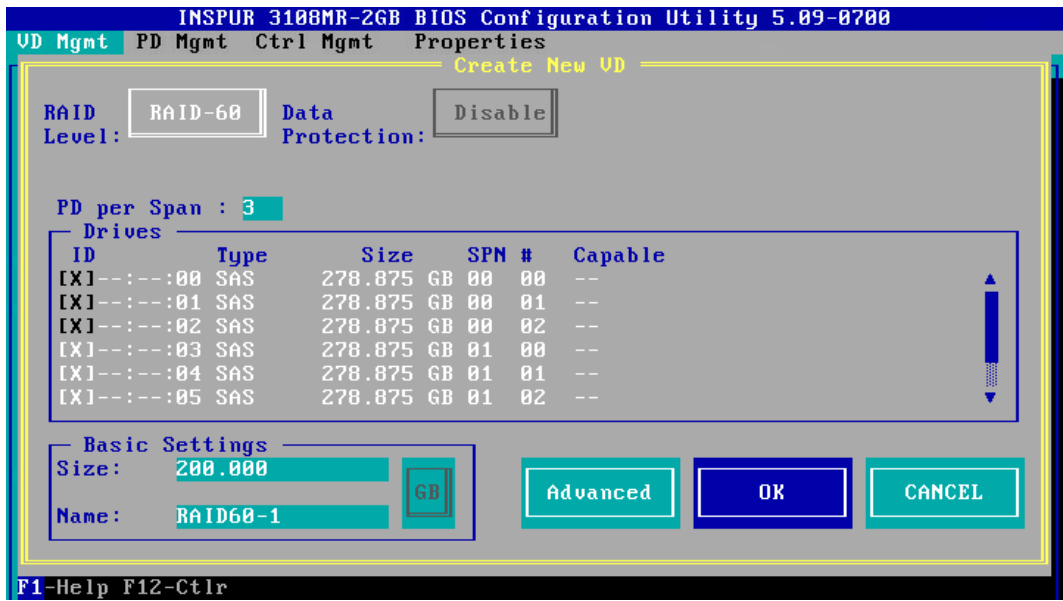 INSPUR 3108MR-2GB BIOS Configuration Utility 5.09-0700
VD Mgmt PD Mgmt Ctrl Mgmt Properties
Create New VD
RAID Level: RAID-60 Data Protection: Disable
PD per Span : 3
Drives
ID Type Size SPN # Capable
[X]--:--:00 SAS 278.875 GB 00 00 --
[X]--:--:01 SAS 278.875 GB 00 01 --
[X]--:--:02 SAS 278.875 GB 00 02 --
[X]--:--:03 SAS 278.875 GB 01 00 --
[X]--:--:04 SAS 278.875 GB 01 01 --
[X]--:--:05 SAS 278.875 GB 01 02 --
Basic Settings
Size: 200.000 GB
Name: RAID60-1
Advanced OK CANCEL
F1-Help F12-Ctlr